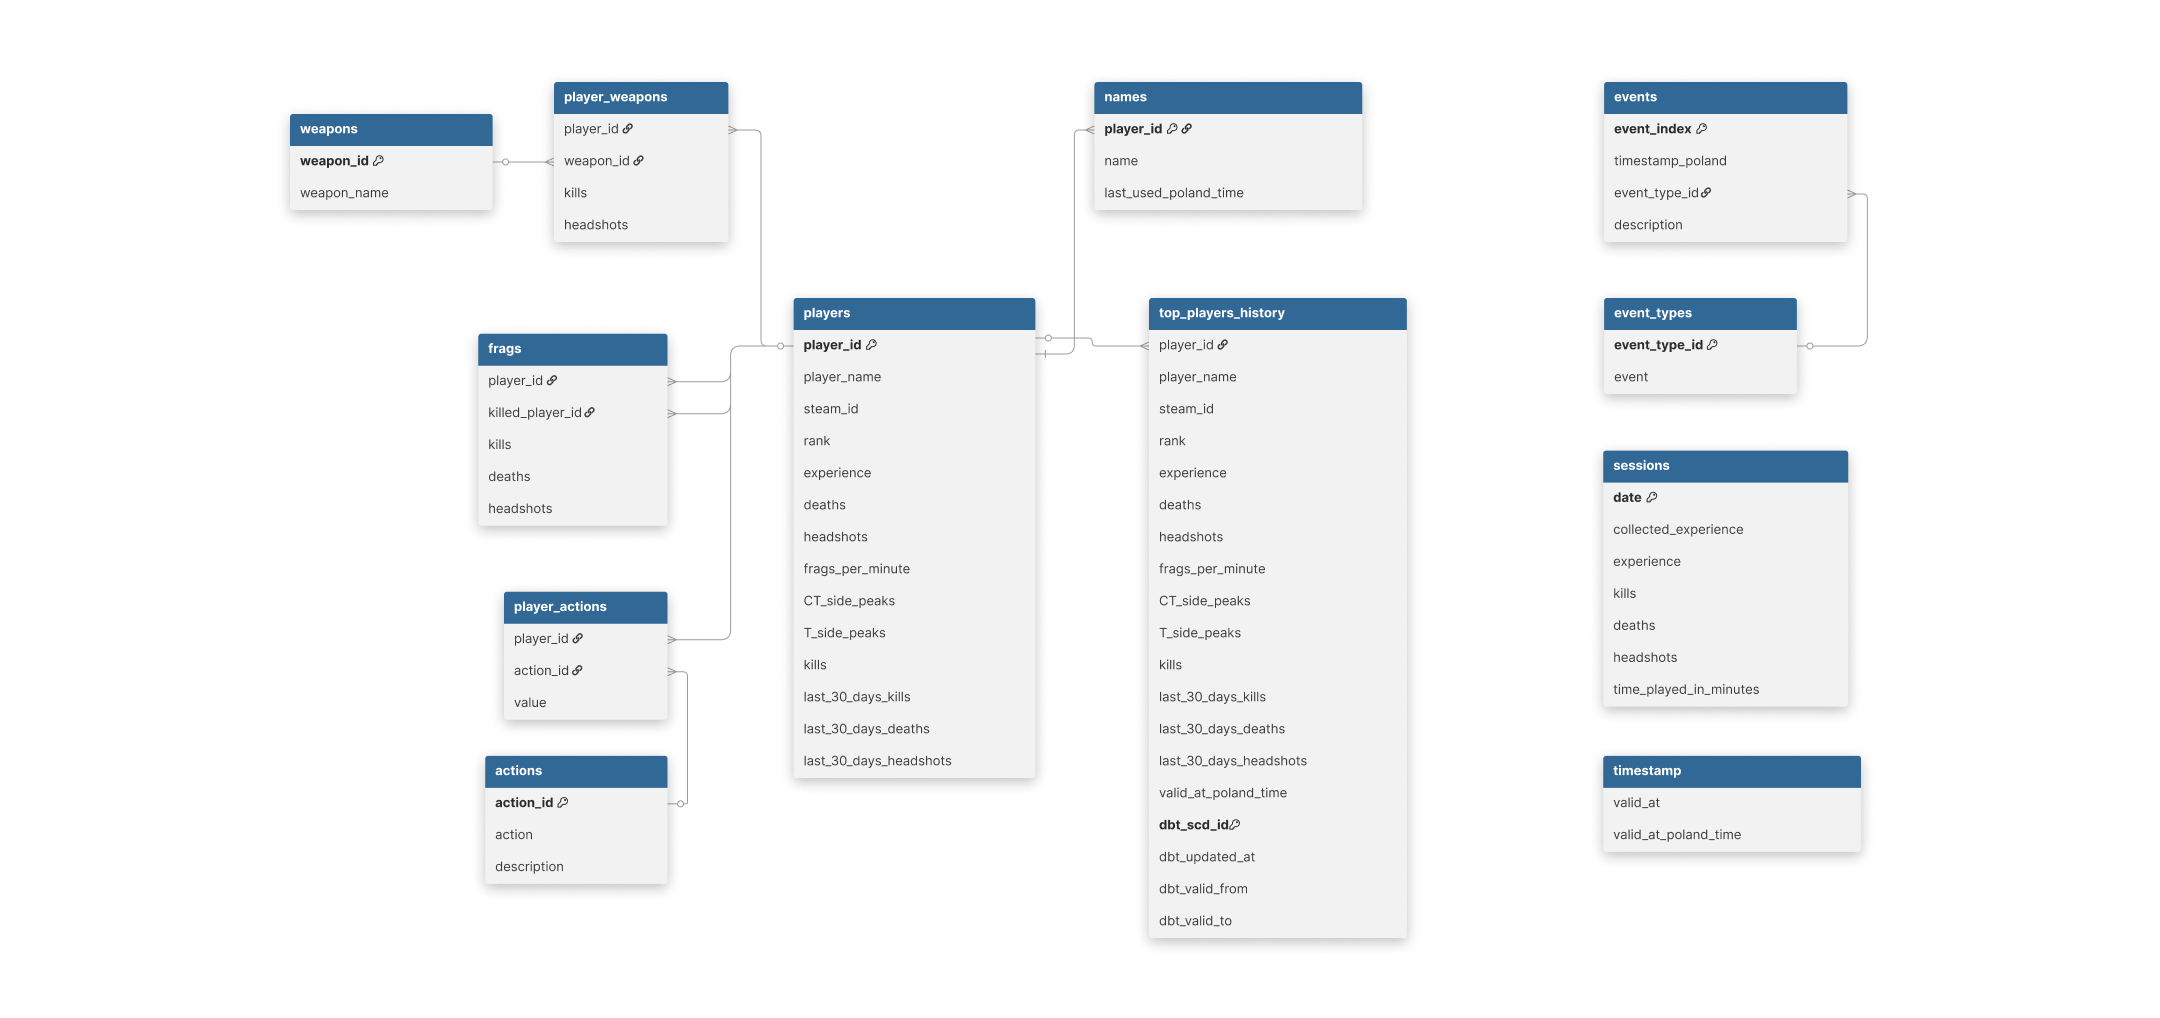 weapons
weapon_id
weapon_name
player_weapons
player_id
weapon_id
kills
headshots
names
player_id
name
last_used_poland_time
events
event_index
timestamp_poland
event_type_id
description
frags
player_id
killed_player_id
kills
deaths
headshots
players
player_id
player_name
steam_id
rank
experience
deaths
headshots
frags_per_minute
CT_side_peaks
T_side_peaks
kills
last_30_days_kills
last_30_days_deaths
last_30_days_headshots
top_players_history
player_id
player_name
steam_id
rank
experience
deaths
headshots
frags_per_minute
CT_side_peaks
T_side_peaks
kills
last_30_days_kills
last_30_days_deaths
last_30_days_headshots
valid_at_poland_time
dbt_scd_id
dbt_updated_at
dbt_valid_from
dbt_valid_to
event_types
event_type_id
event
sessions
date
collected_experience
experience
kills
deaths
headshots
time_played_in_minutes
player_actions
player_id
action_id
value
actions
action_id
action
description
timestamp
valid_at
valid_at_poland_time